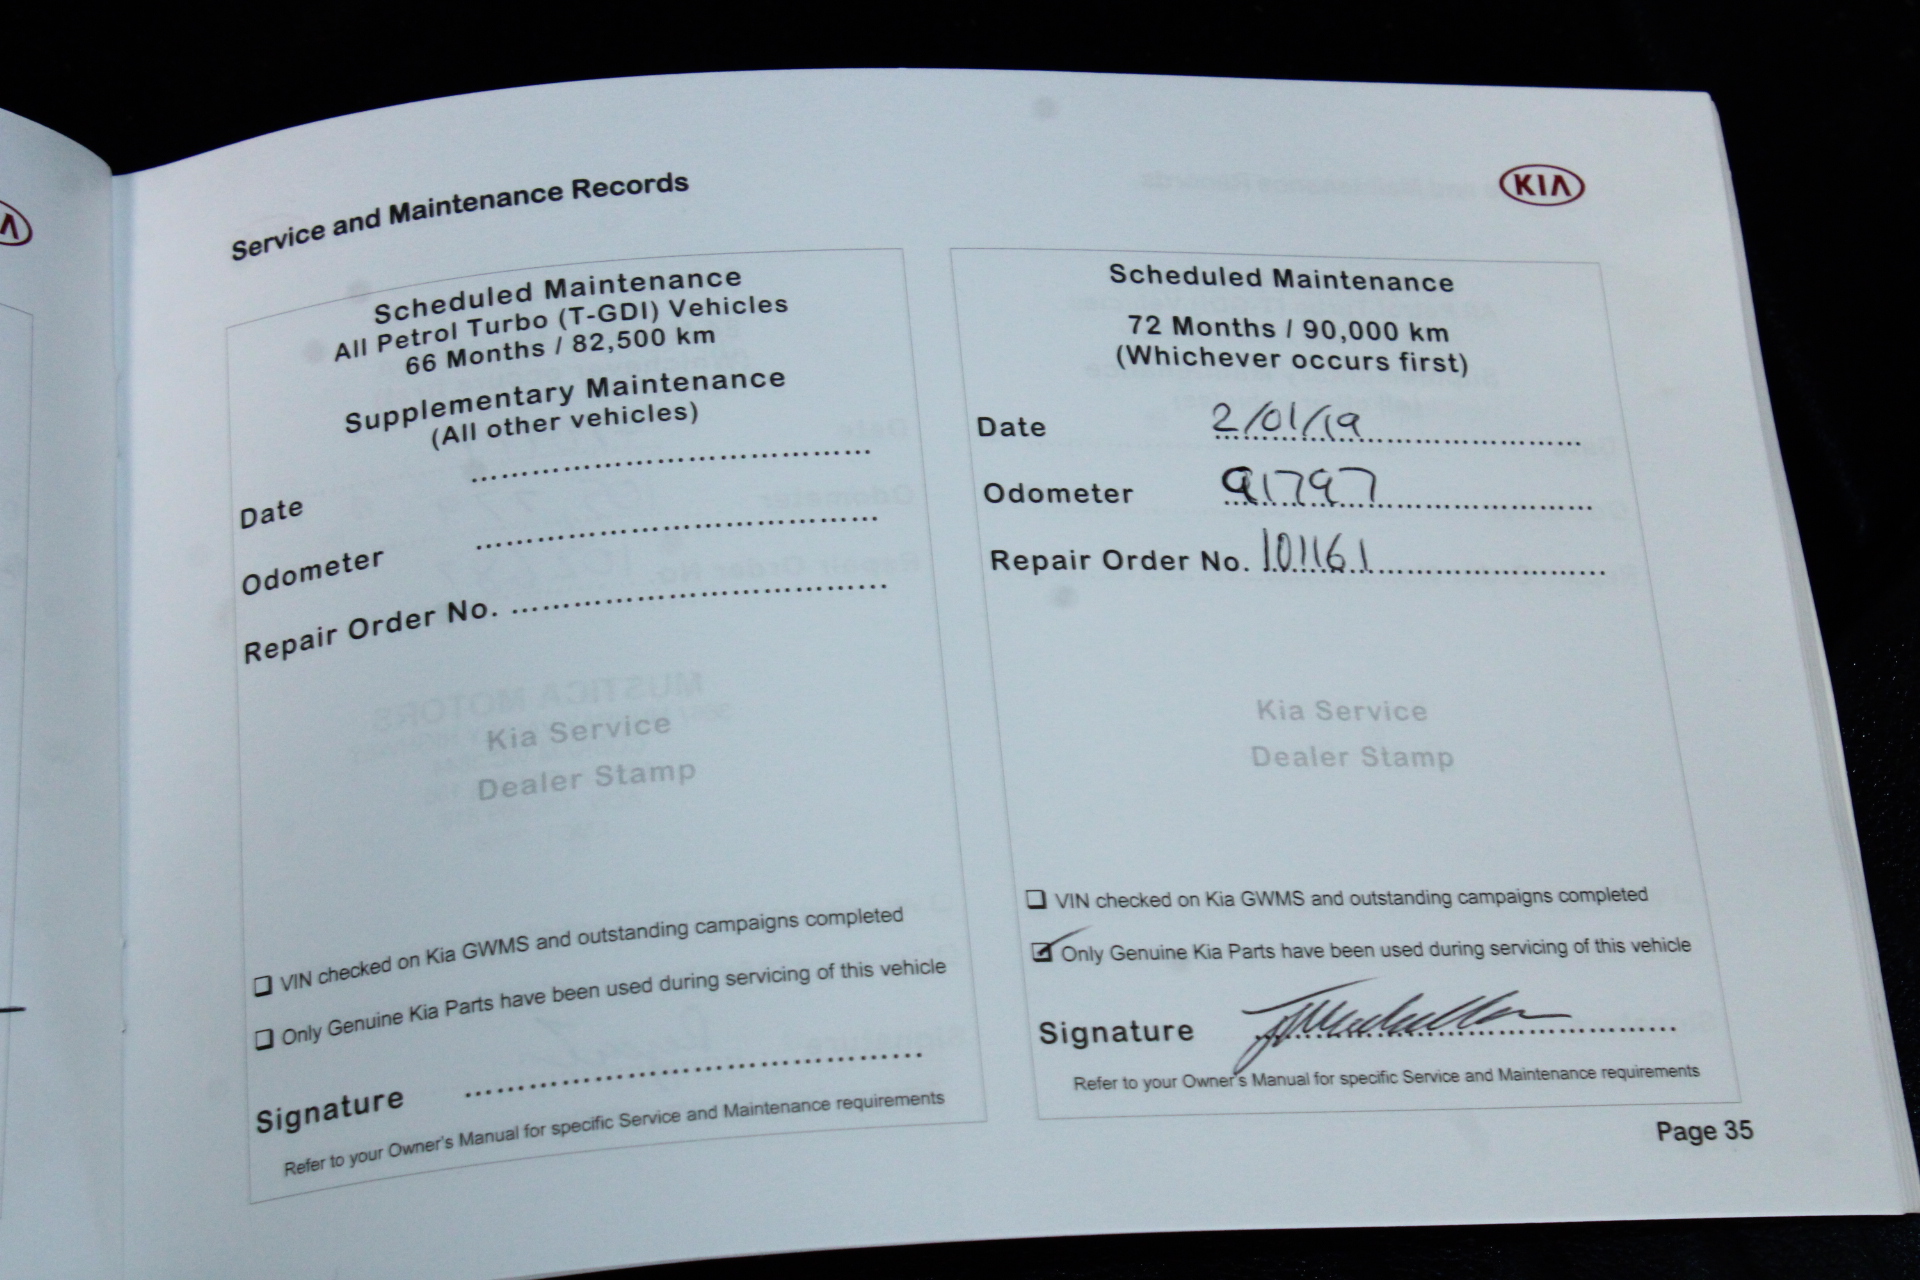 Service and Maintenance Records
KIA
Scheduled Maintenance
All Petrol Turbo (T-GDI) Vehicles
66 Months / 82,500 km
Supplementary Maintenance
(All other vehicles)
Date
Odometer
Repair Order No.
Kia Service
Dealer Stamp
VIN checked on Kia GWMS and outstanding campaigns completed
Only Genuine Kia Parts have been used during servicing of this vehicle
Signature
Refer to your Owner's Manual for specific Service and Maintenance requirements
Scheduled Maintenance
72 Months / 90,000 km
(Whichever occurs first)
Date 2/01/19
Odometer 91797
Repair Order No. 101161
Kia Service
Dealer Stamp
VIN checked on Kia GWMS and outstanding campaigns completed
Only Genuine Kia Parts have been used during servicing of this vehicle
Signature
Refer to your Owner's Manual for specific Service and Maintenance requirements
Page 35